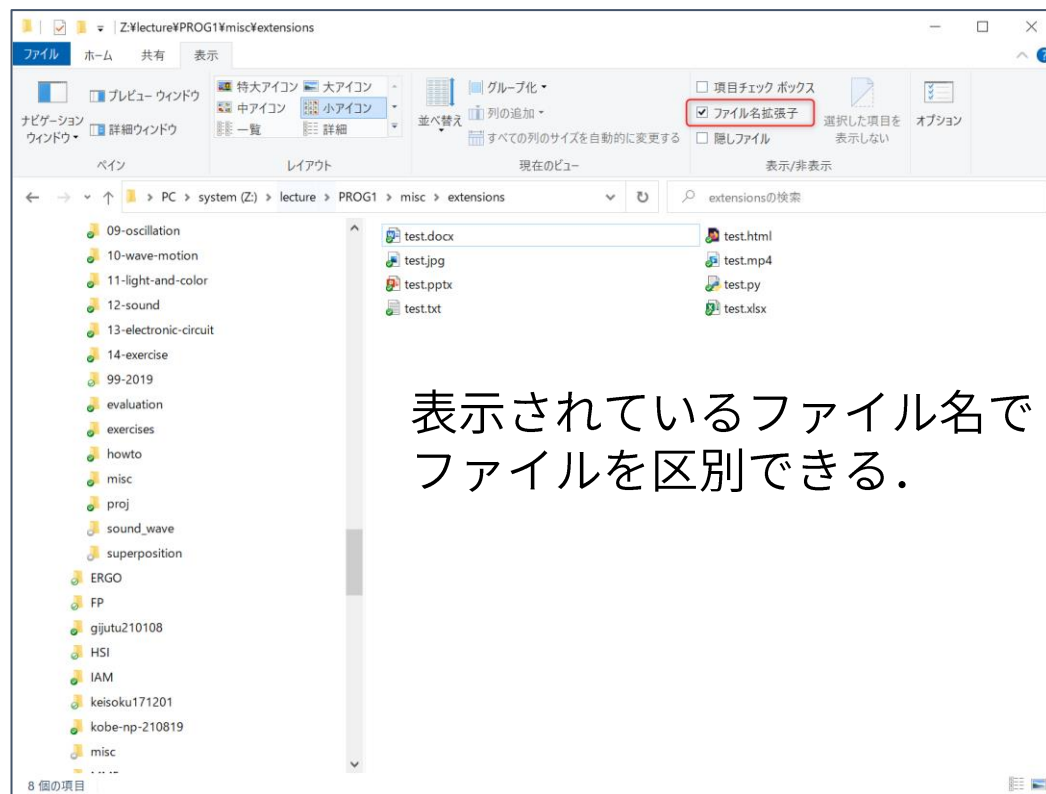 Z:¥lecture¥PROG1¥misc¥extensions
ファイル ホーム 共有 表示
ナビゲーション
ウィンドウ
プレビュー ウィンドウ
詳細ウィンドウ
ペイン
特大アイコン 大アイコン
中アイコン 小アイコン
一覧 詳細
レイアウト
並べ替え
グループ化
列の追加
すべての列のサイズを自動的に変更する
現在のビュー
項目チェック ボックス
ファイル名拡張子
隠しファイル
選択した項目を
表示しない
表示/非表示
オプション
PC > system (Z:) > lecture > PROG1 > misc > extensions
extensionsの検索
09-oscillation
10-wave-motion
11-light-and-color
12-sound
13-electronic-circuit
14-exercise
99-2019
evaluation
exercises
howto
misc
proj
sound_wave
superposition
ERGO
FP
gijutu210108
HSI
IAM
keisoku171201
kobe-np-210819
misc
test.docx test.html
test.jpg test.mp4
test.pptx test.py
test.txt test.xlsx
表示されているファイル名で
ファイルを区別できる．
8 個の項目